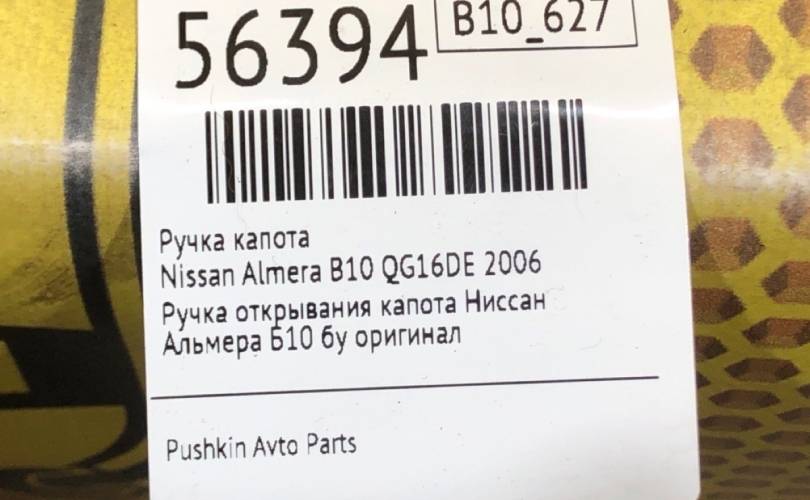 56394
B10_627
Ручка капота
Nissan Almera B10 QG16DE 2006
Ручка открывания капота Ниссан
Альмера Б10 бу оригинал
Pushkin Avto Parts